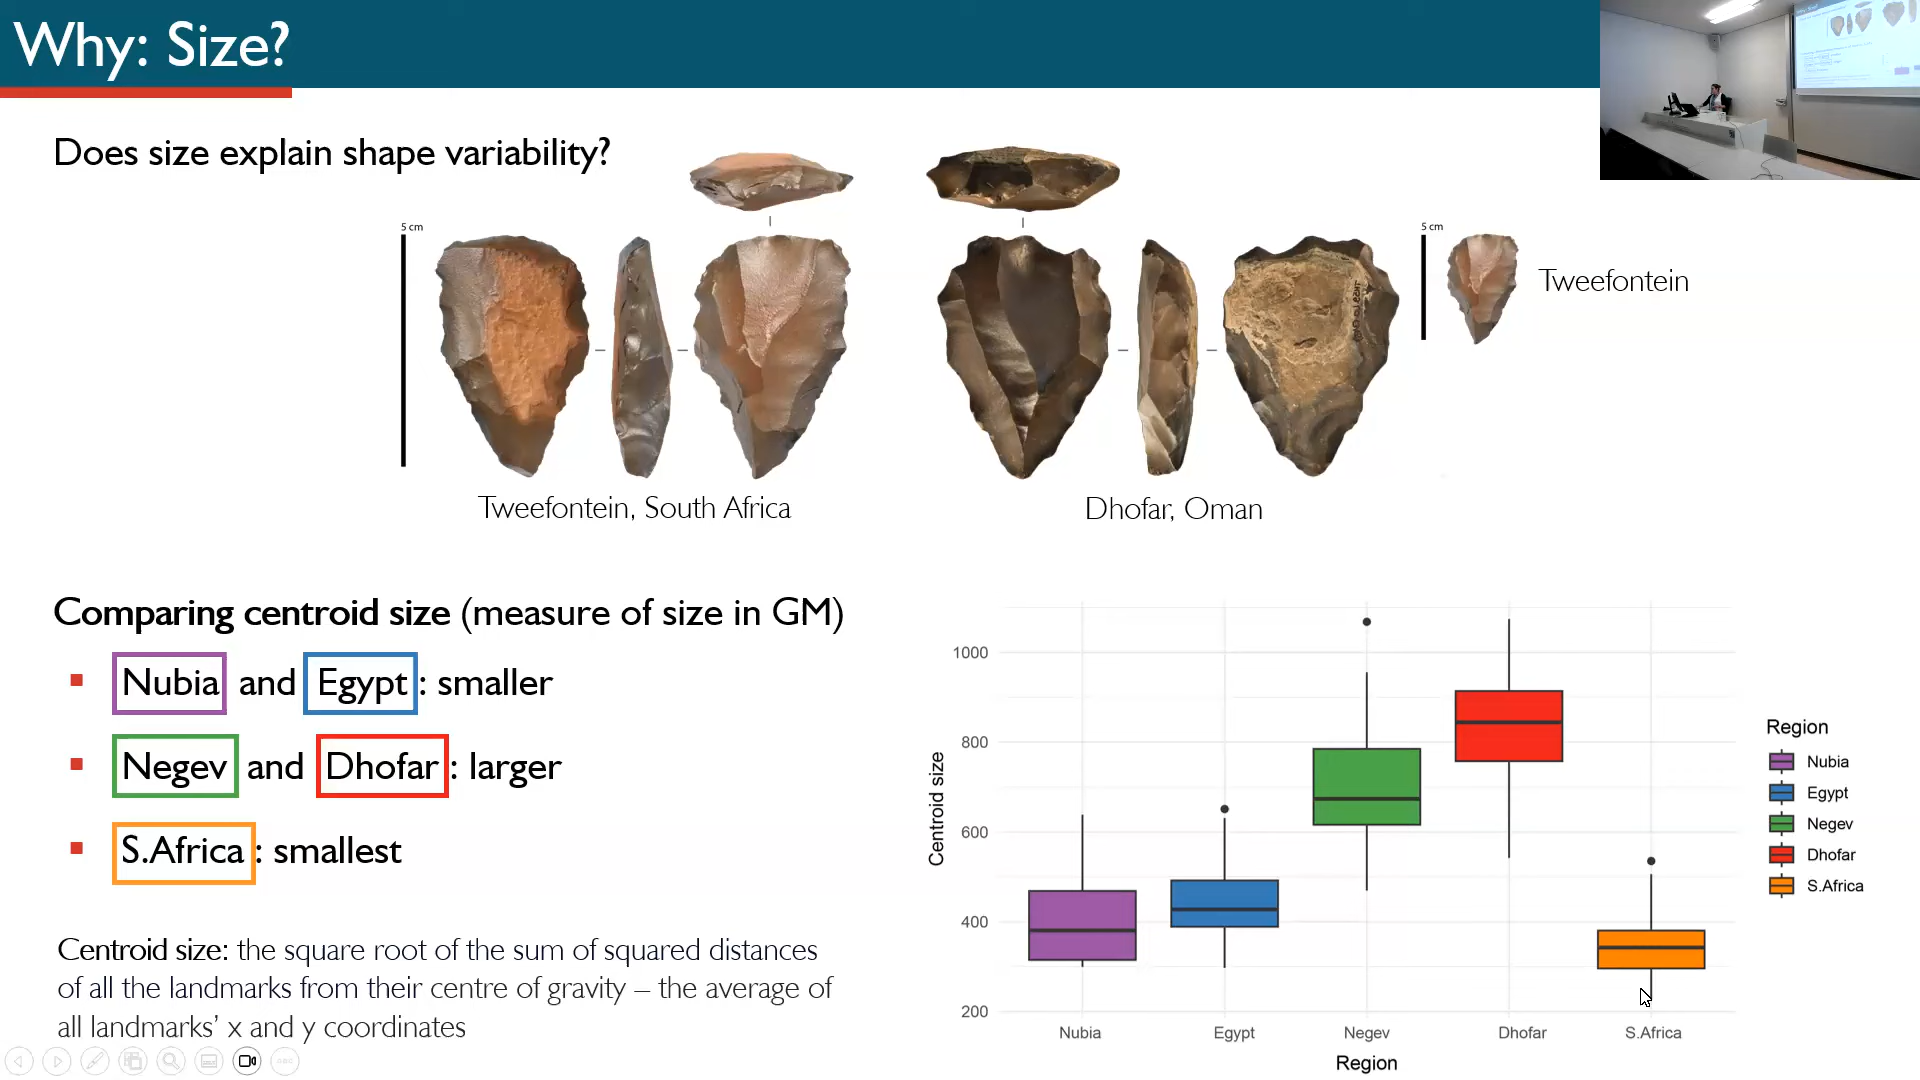 Why: Size?
Does size explain shape variability?
5 cm
5 cm
Tweefontein
Tweefontein, South Africa
Dhofar, Oman
Comparing centroid size (measure of size in GM)
Nubia and Egypt: smaller
Negev and Dhofar: larger
S.Africa: smallest
Centroid size: the square root of the sum of squared distances
of all the landmarks from their centre of gravity – the average of
all landmarks' x and y coordinates
Centroid size
1000
800
600
400
200
Nubia
Egypt
Negev
Dhofar
S.Africa
Region
Region
Nubia
Egypt
Negev
Dhofar
S.Africa